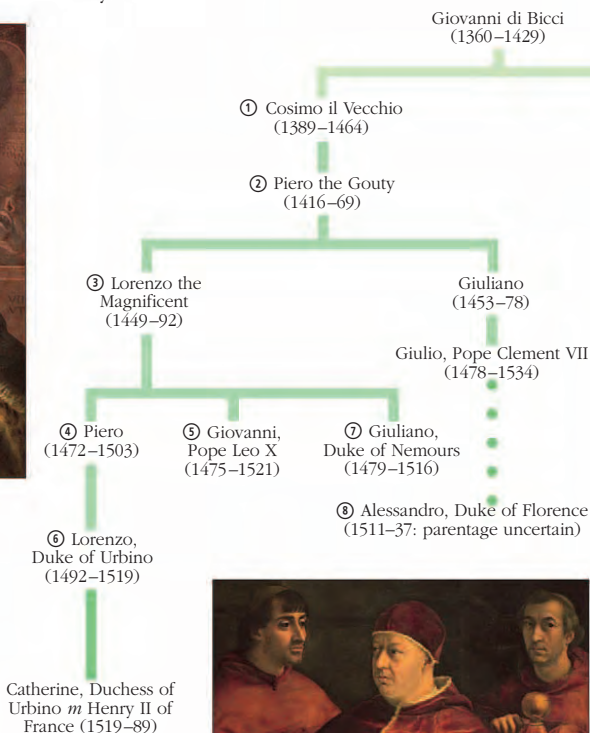 Giovanni di Bicci
(1360–1429)
① Cosimo il Vecchio
(1389–1464)
② Piero the Gouty
(1416–69)
③ Lorenzo the
Magnificent
(1449–92)
Giuliano
(1453–78)
Giulio, Pope Clement VII
(1478–1534)
④ Piero
(1472–1503)
⑤ Giovanni,
Pope Leo X
(1475–1521)
⑦ Giuliano,
Duke of Nemours
(1479–1516)
⑧ Alessandro, Duke of Florence
(1511–37: parentage uncertain)
⑥ Lorenzo,
Duke of Urbino
(1492–1519)
Catherine, Duchess of
Urbino m Henry II of
France (1519–89)